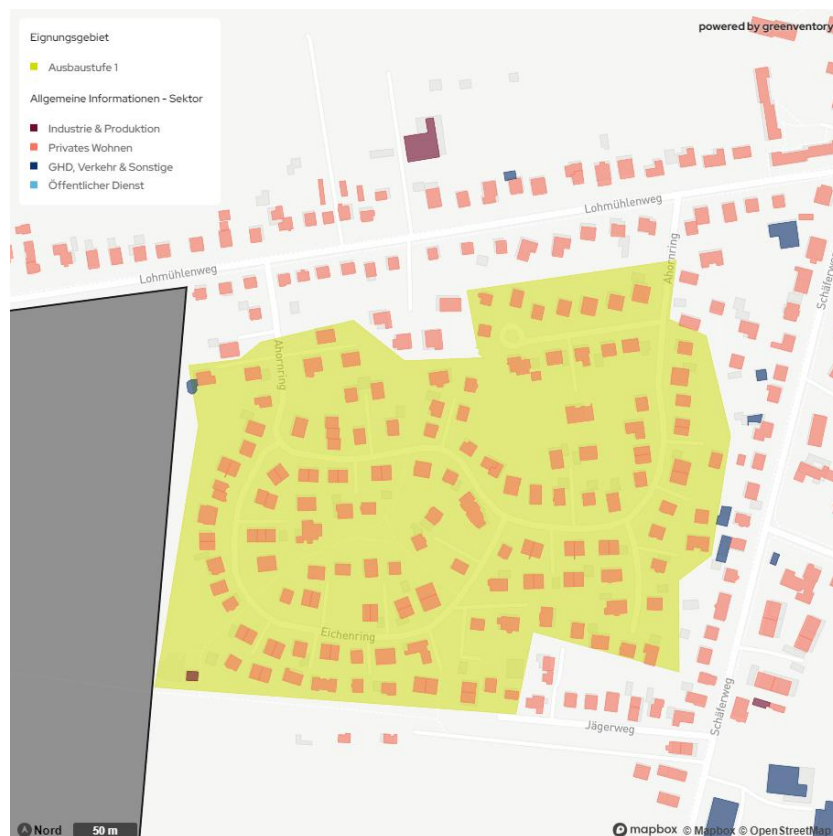 Eignungsgebiet
powered by greenventory
Ausbaustufe 1
Allgemeine Informationen - Sektor
Industrie & Produktion
Privates Wohnen
GHD, Verkehr & Sonstige
Öffentlicher Dienst
Lohmühlenweg
Lohmühlenweg
Ahornring
Schäferweg
Ahornring
Eichenring
Schäferweg
Jägerweg
Nord
50 m
mapbox © Mapbox © OpenStreetMap